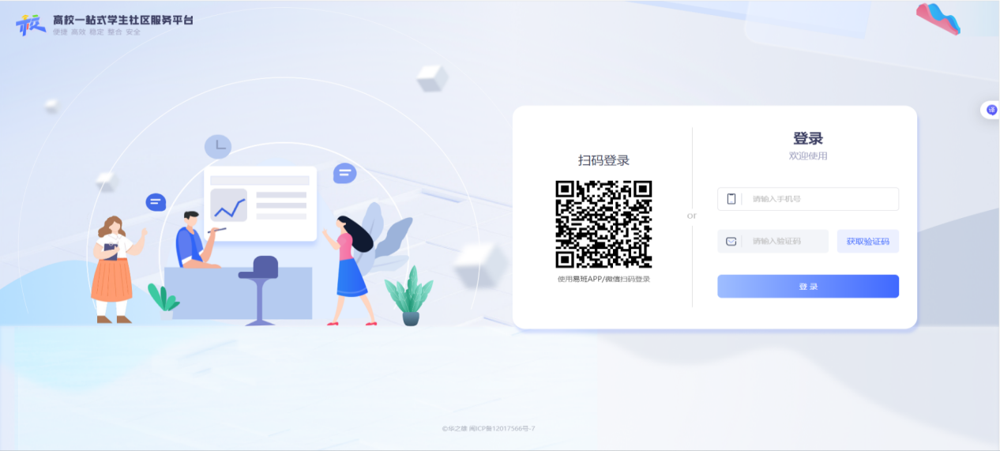 校 高校一站式学生社区服务平台
便捷 高效 稳定 整合 安全
译
扫码登录
使用易班APP/微信扫码登录
or
登录
欢迎使用
请输入手机号
请输入验证码 获取验证码
登 录
©华之雄 闽ICP备12017566号-7